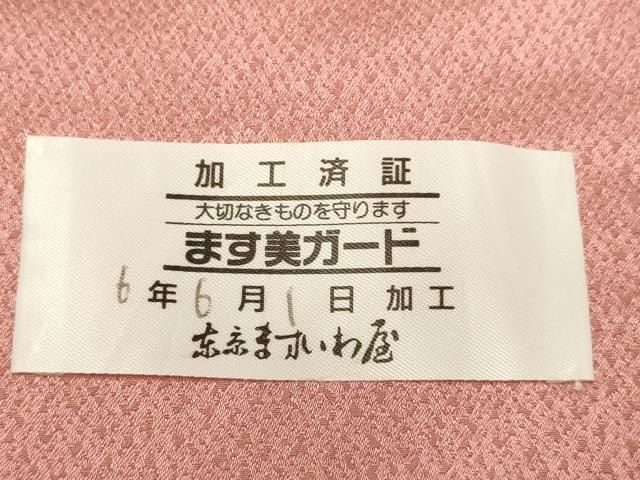 加工済証
大切なきものを守ります
ます美ガード
6年6月1日加工
東京ますいわ屋